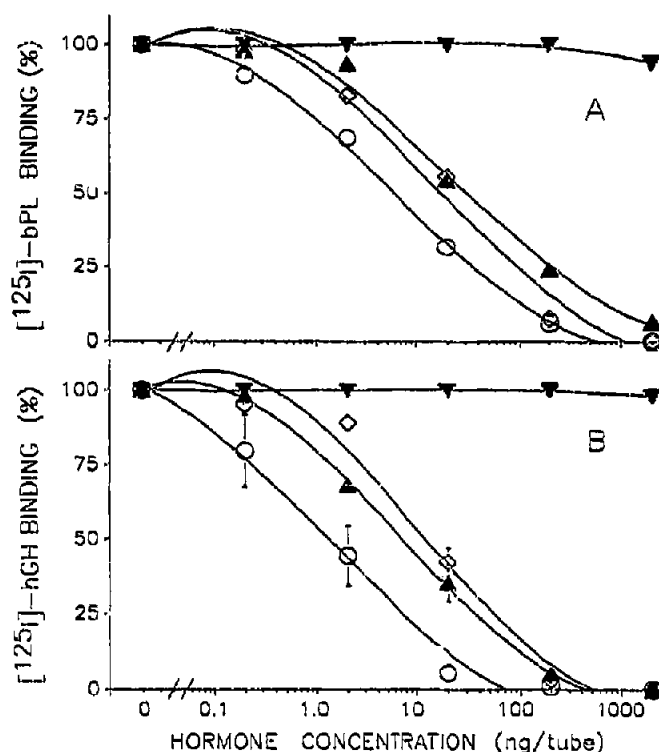 100
75
50
25
0
[125I]-bPL BINDING (%)
A
100
75
50
25
0
[125I]-hGH BINDING (%)
B
0 0.1 1.0 10 100 1000
HORMONE CONCENTRATION (ng/tube)